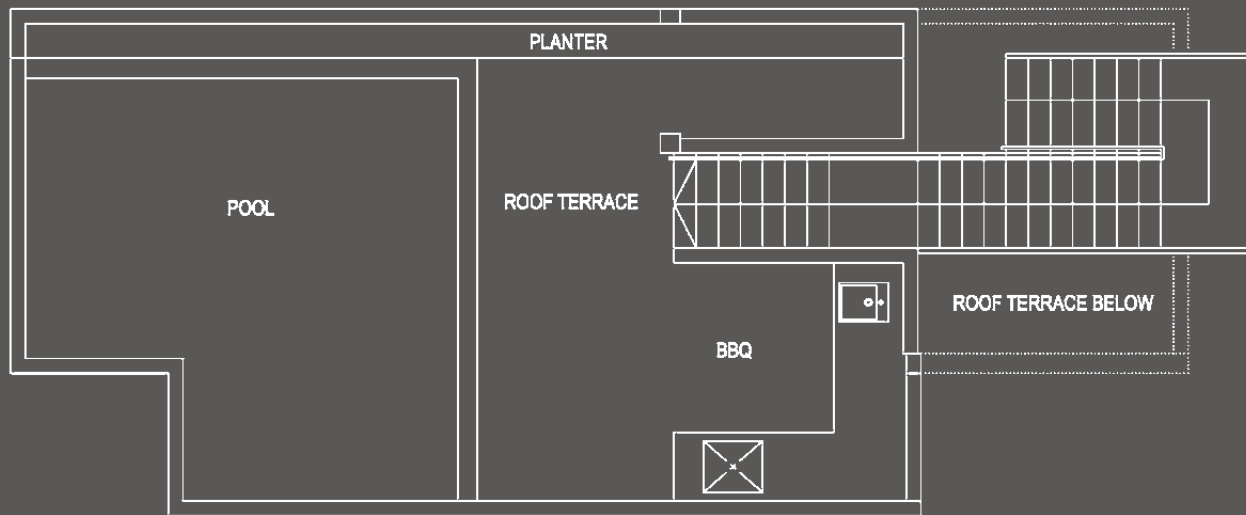 PLANTER
POOL
ROOF TERRACE
ROOF TERRACE BELOW
BBQ